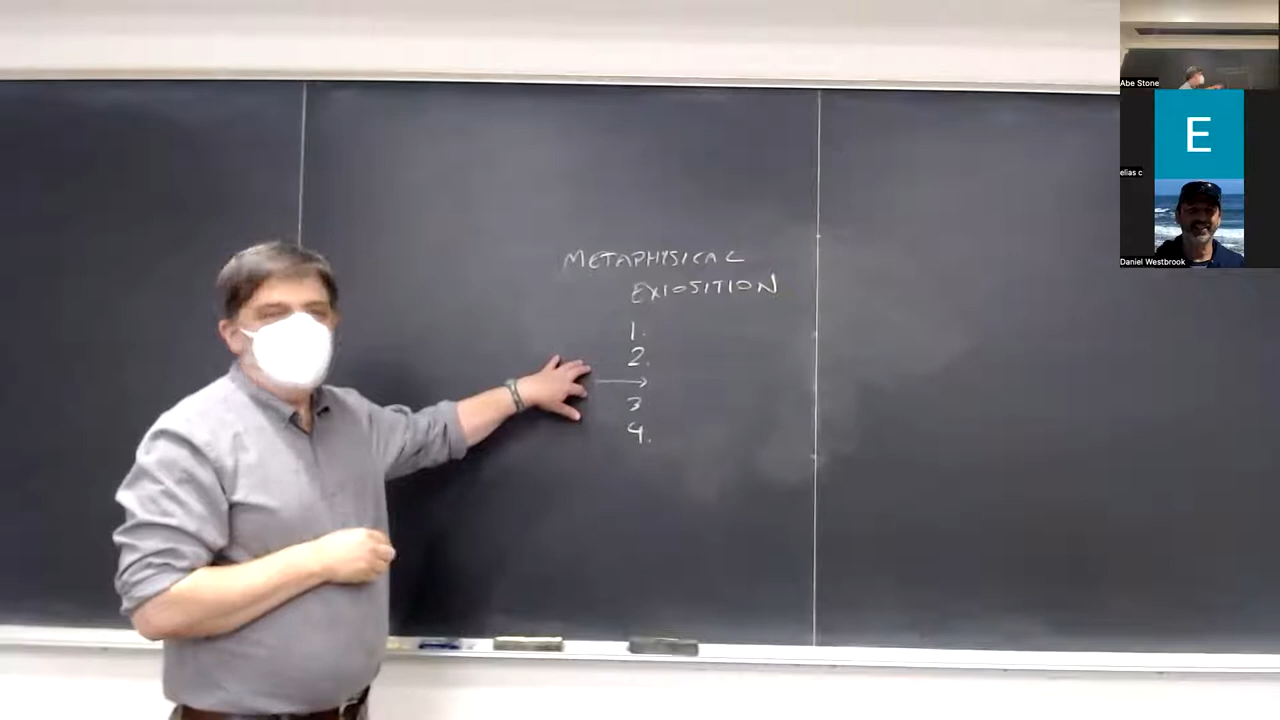 METAPHYSICAL
EXPOSITION
1.
2.
→
3
4.
Abe Stone
E
elias c
Daniel Westbrook